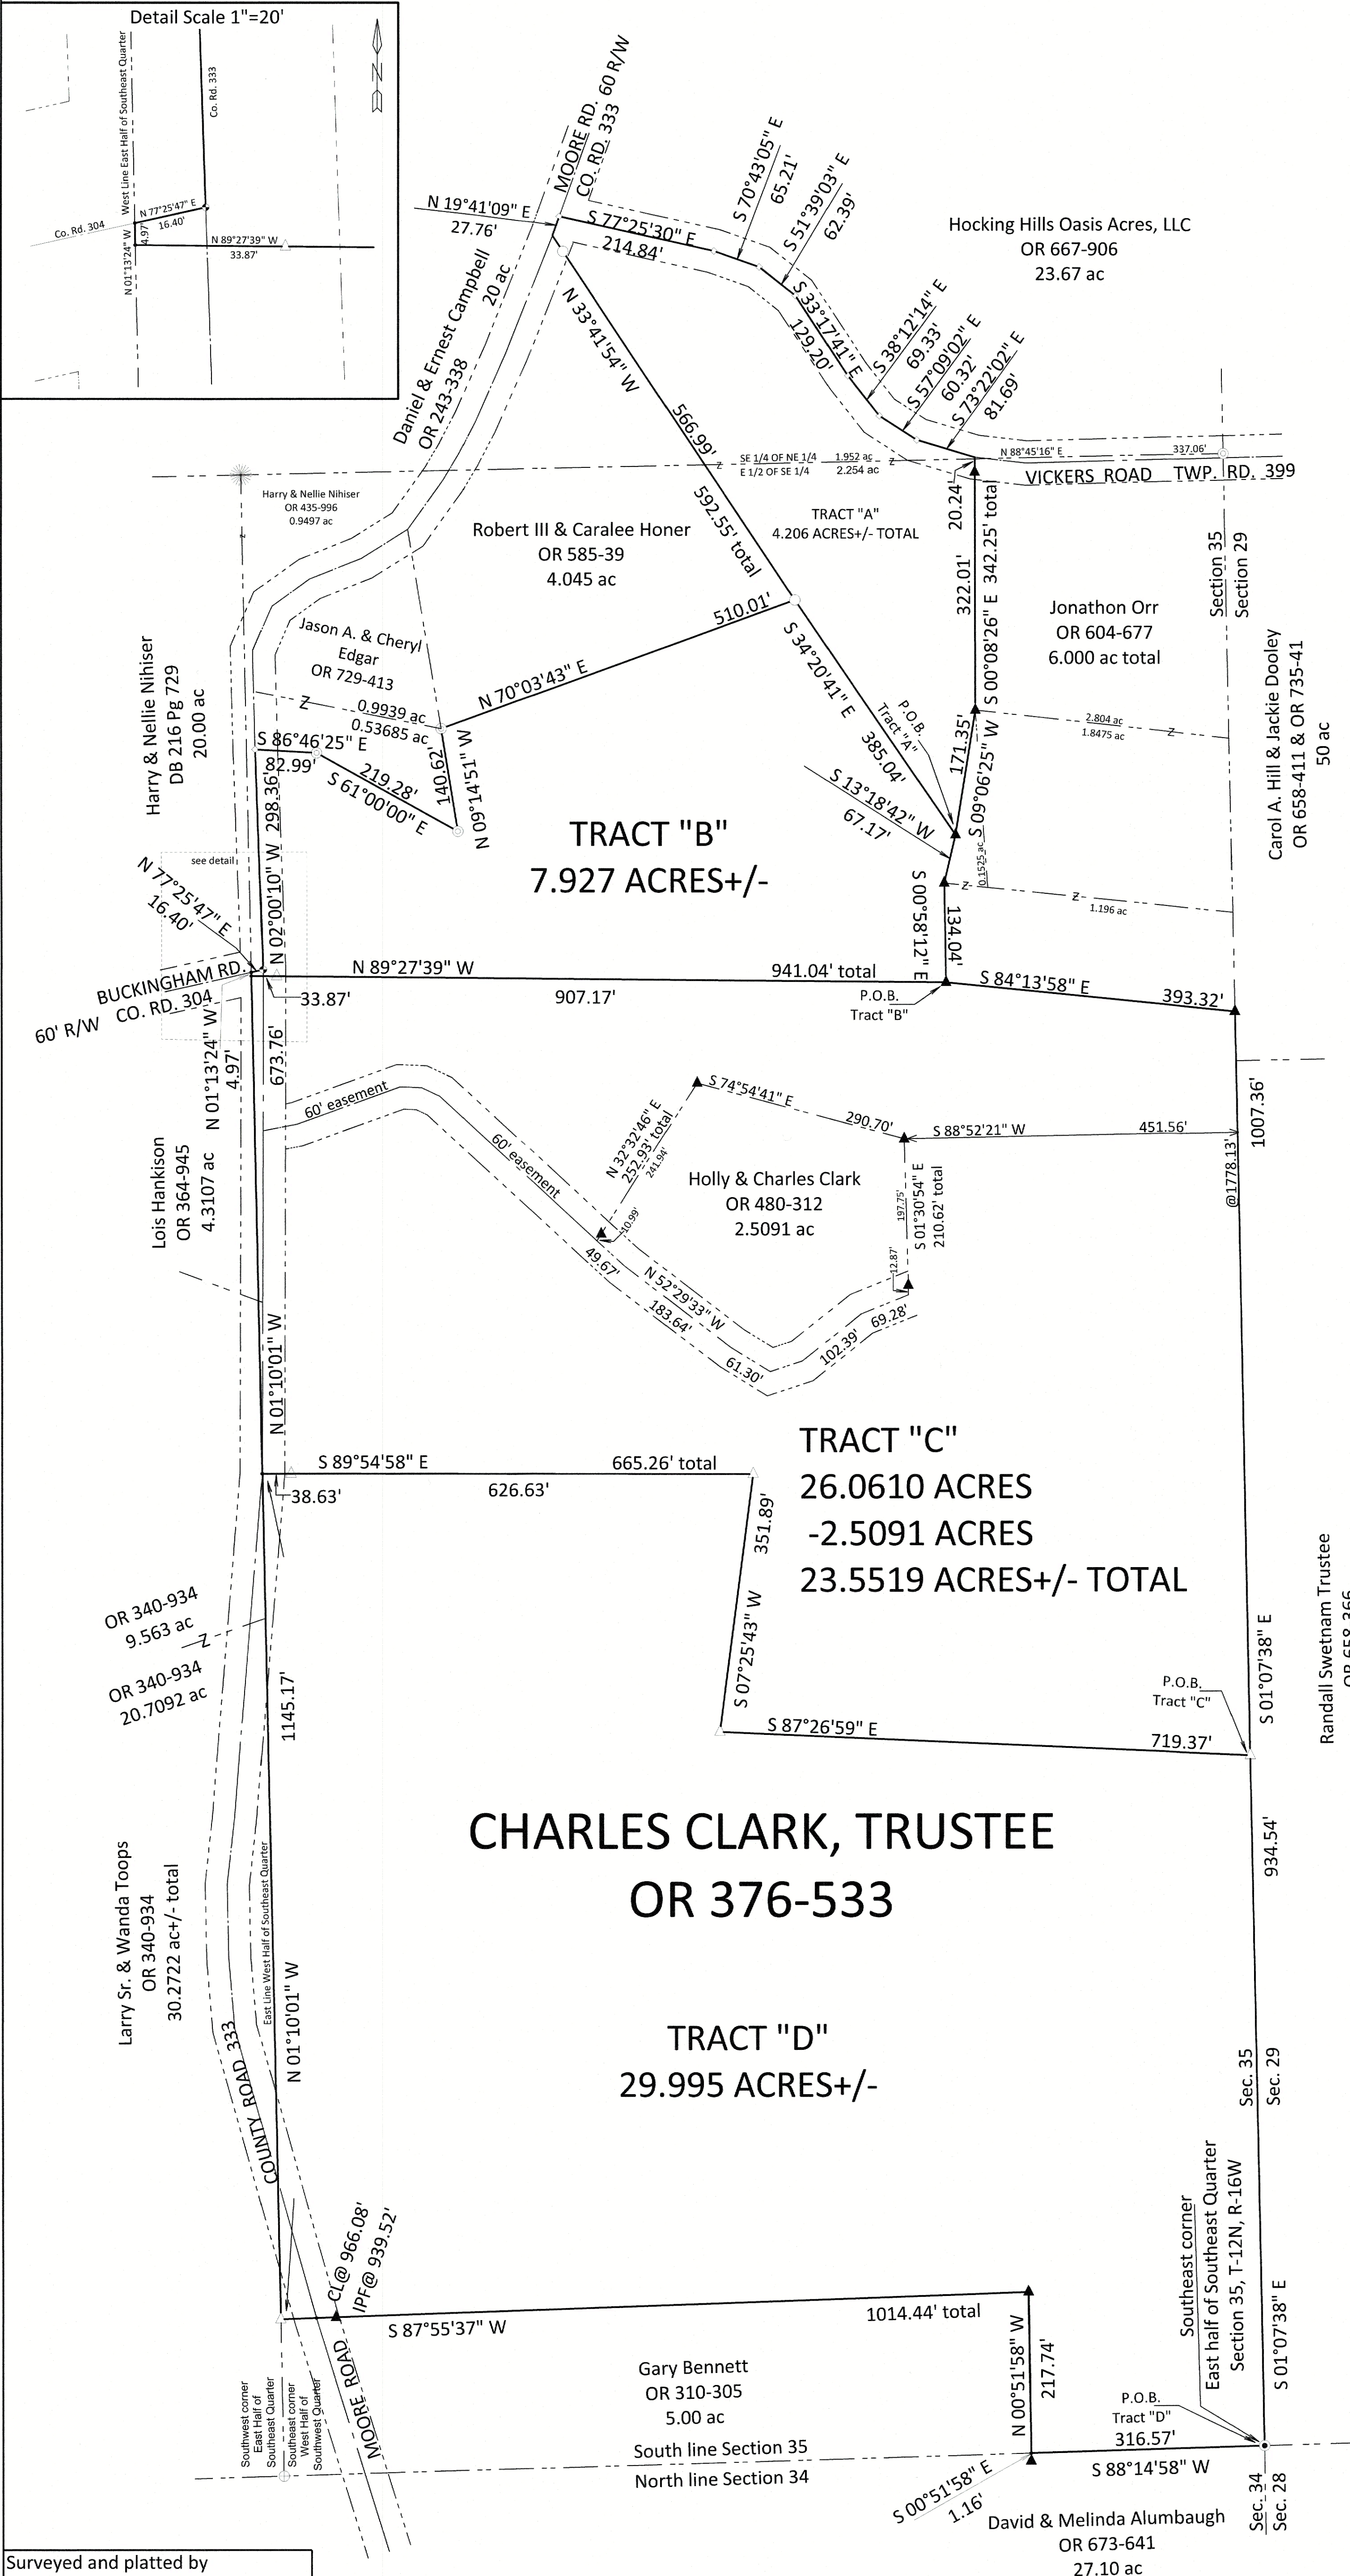 Detail Scale 1"=20'
West Line East Half of Southeast Quarter
Co. Rd. 333
N 77°25'47" E
16.40'
Co. Rd. 304
4.97'
N 01°13'24" W
N 89°27'39" W
33.87'
N
MOORE RD. 60 R/W
CO. RD. 333
N 19°41'09" E
27.76'
S 77°25'30" E
214.84'
S 70°43'05" E
65.21'
S 51°39'03" E
62.39'
Hocking Hills Oasis Acres, LLC
OR 667-906
23.67 ac
S 33°17'41" E
129.20'
S 38°12'14" E
69.33'
S 57°09'02" E
60.32'
S 73°22'02" E
81.69'
Daniel & Ernest Campbell
20 ac
OR 243-338
N 33°41'54" W
566.99'
592.55' total
SE 1/4 OF NE 1/4 1.952 ac
E 1/2 OF SE 1/4 2.254 ac
Z
Z
N 88°45'16" E 337.06'
VICKERS ROAD TWP. RD. 399
Harry & Nellie Nihiser
OR 435-996
0.9497 ac
z
Robert III & Caralee Honer
OR 585-39
4.045 ac
TRACT "A"
4.206 ACRES+/- TOTAL
20.24'
322.01'
S 00°08'26" E 342.25' total
Section 35
Section 29
Jonathon Orr
OR 604-677
6.000 ac total
Carol A. Hill & Jackie Dooley
OR 658-411 & OR 735-41
50 ac
Harry & Nellie Nihiser
DB 216 Pg 729
20.00 ac
Jason A. & Cheryl
Edgar
OR 729-413
Z
0.9939 ac
0.53685 ac
N 70°03'43" E
510.01'
S 34°20'41" E
385.04'
P.O.B.
Tract "A"
2.804 ac
1.8475 ac
Z
S 86°46'25" E
82.99'
219.28'
S 61°00'00" E
140.62'
N 09°14'51" W
171.35'
S 09°06'25" W
S 13°18'42" W
67.17'
TRACT "B"
7.927 ACRES+/-
0.1525 ac
Z
Z
1.196 ac
see detail
N 77°25'47" E
16.40'
N 02°00'10" W 298.36'
S 00°58'12" E
134.04'
BUCKINGHAM RD.
CO. RD. 304
60' R/W
N 89°27'39" W
941.04' total
33.87'
907.17'
P.O.B.
Tract "B"
S 84°13'58" E
393.32'
N 01°13'24" W
4.97'
673.76'
60' easement
60' easement
Lois Hankison
OR 364-945
4.3107 ac
N 32°32'46" E
252.93' total
241.94'
10.99'
S 74°54'41" E
290.70'
S 88°52'21" W
451.56'
1007.36'
@1778.13'
Holly & Charles Clark
OR 480-312
2.5091 ac
197.75'
S 01°30'54" E
210.62' total
12.87'
49.67'
N 52°29'33" W
183.64'
61.30'
102.39'
69.28'
N 01°10'01" W
S 89°54'58" E
665.26' total
38.63'
626.63'
351.89'
S 07°25'43" W
TRACT "C"
26.0610 ACRES
-2.5091 ACRES
23.5519 ACRES+/- TOTAL
Randall Swetnam Trustee
OR 658-366
OR 340-934
9.563 ac
Z
OR 340-934
20.7092 ac
1145.17'
S 01°07'38" E
P.O.B.
Tract "C"
S 87°26'59" E
719.37'
CHARLES CLARK, TRUSTEE
OR 376-533
934.54'
Larry Sr. & Wanda Toops
OR 340-934
30.2722 ac+/- total
East Line West Half of Southeast Quarter
N 01°10'01" W
COUNTY ROAD 333
TRACT "D"
29.995 ACRES+/-
Sec. 35
Sec. 29
Southeast corner
East half of Southeast Quarter
Section 35, T-12N, R-16W
S 01°07'38" E
CL@ 966.08'
IPF@ 939.52'
S 87°55'37" W
1014.44' total
N 00°51'58" W
217.74'
MOORE ROAD
Southwest corner
East Half of
Southeast Quarter
Southeast corner
West Half of
Southwest Quarter
Gary Bennett
OR 310-305
5.00 ac
P.O.B.
Tract "D"
316.57'
S 88°14'58" W
South line Section 35
North line Section 34
S 00°51'58" E
1.16'
Sec. 34
Sec. 28
David & Melinda Alumbaugh
OR 673-641
27.10 ac
Surveyed and platted by